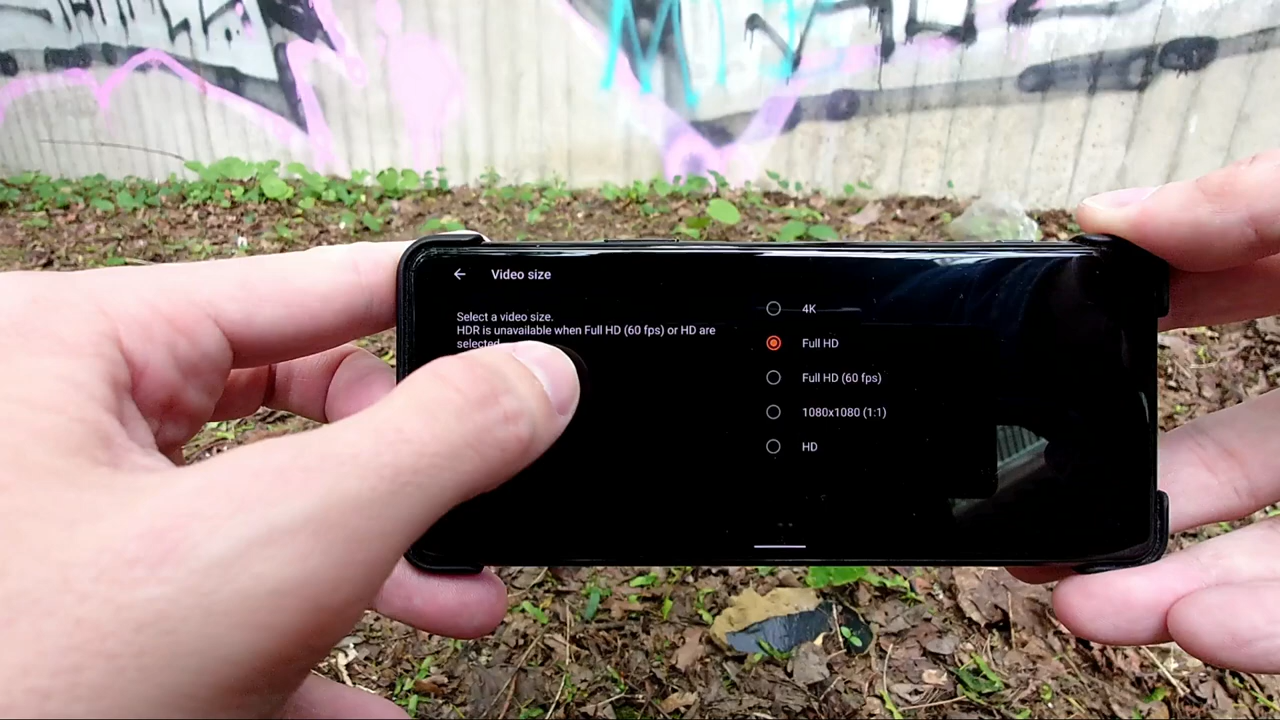 Video size
Select a video size.
HDR is unavailable when Full HD (60 fps) or HD are
selected
4K
Full HD
Full HD (60 fps)
1080x1080 (1:1)
HD